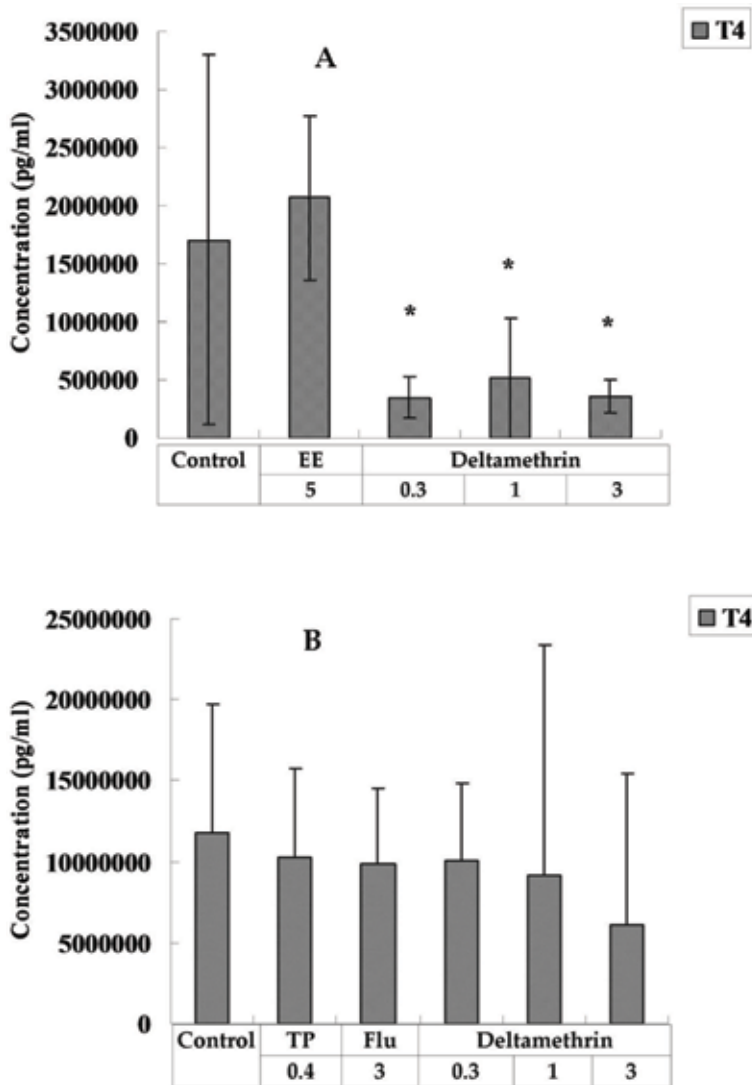 T4
A
3500000
3000000
2500000
2000000
1500000
1000000
500000
0
Concentration (pg/ml)
*
*
*
Control EE Deltamethrin
5 0.3 1 3
T4
B
25000000
20000000
15000000
10000000
5000000
0
Concentration (pg/ml)
Control TP Flu Deltamethrin
0.4 3 0.3 1 3